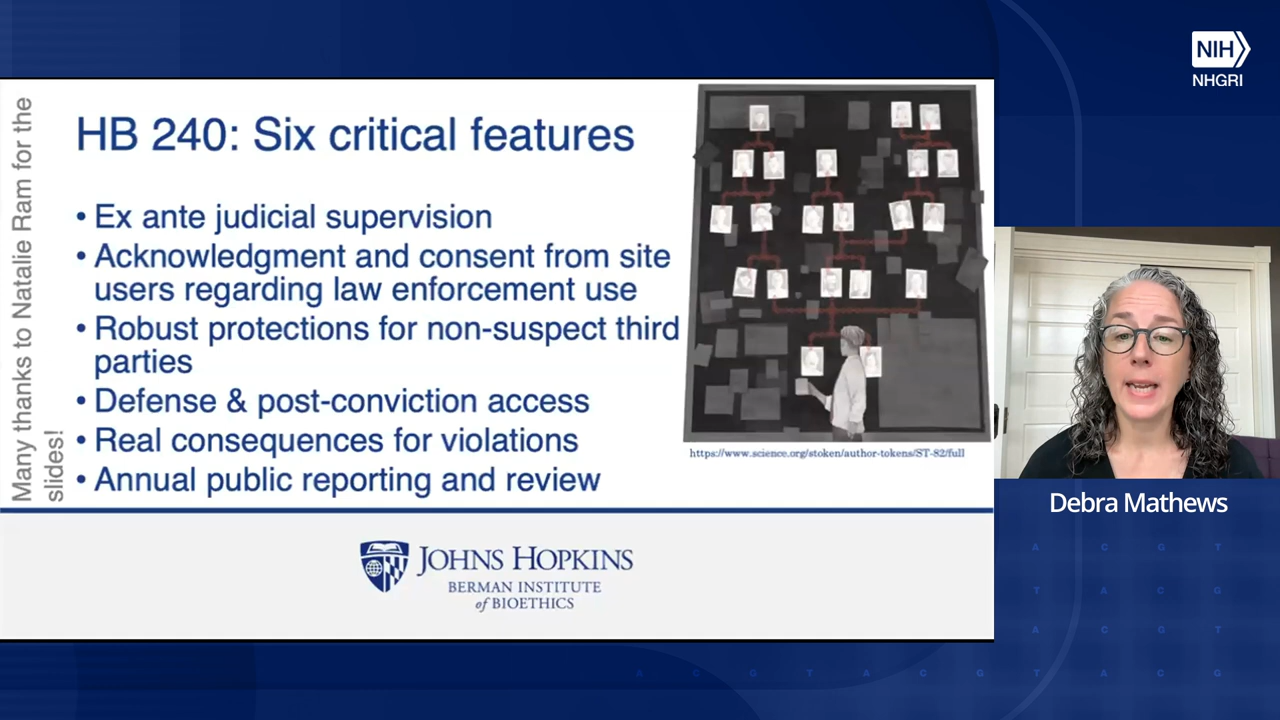 NIH
NHGRI
Many thanks to Natalie Ram for the
slides!
HB 240: Six critical features
• Ex ante judicial supervision
• Acknowledgment and consent from site
users regarding law enforcement use
• Robust protections for non-suspect third
parties
• Defense & post-conviction access
• Real consequences for violations
• Annual public reporting and review
https://www.science.org/stoken/author-tokens/ST-82/full
JOHNS HOPKINS
BERMAN INSTITUTE
of BIOETHICS
Debra Mathews
A C G T
T A C G
A C G T
A C G T A C G T A C G